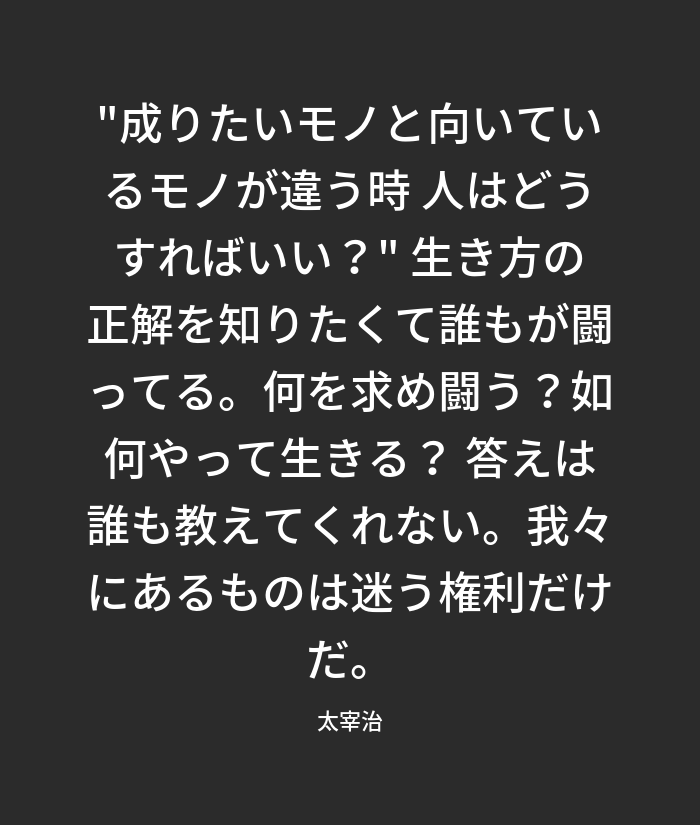 "成りたいモノと向いてい
るモノが違う時 人はどう
すればいい？" 生き方の
正解を知りたくて誰もが闘
ってる。何を求め闘う？如
何やって生きる？ 答えは
誰も教えてくれない。我々
にあるものは迷う権利だけ
だ。
太宰治